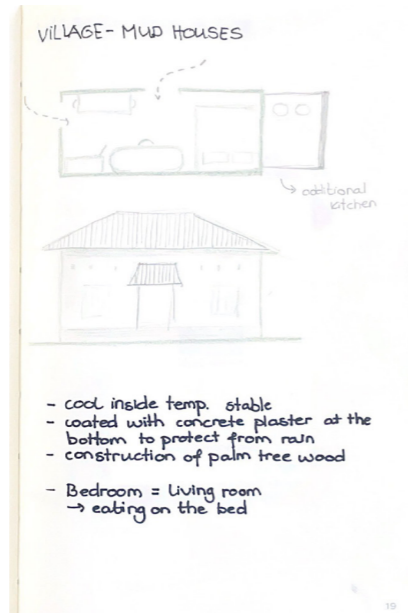 VILLAGE - MUD HOUSES
additional
kitchen
- cool inside temp. stable
- coated with concrete plaster at the
bottom to protect from rain
- construction of palm tree wood
- Bedroom = Living room
→ eating on the bed
19